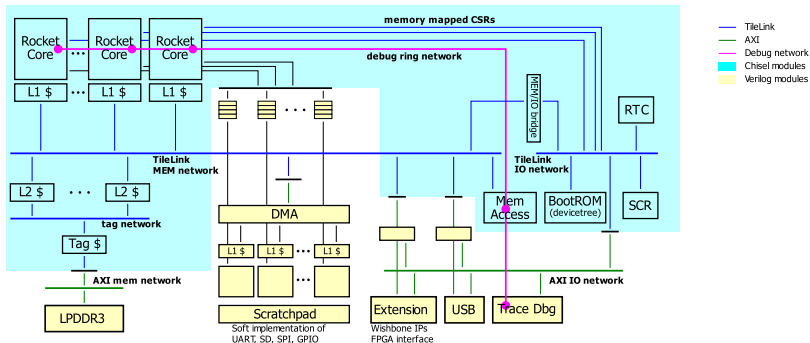 memory mapped CSRs
Rocket
Core
...
Rocket
Core
Rocket
Core
debug ring network
L1 $
...
L1 $
L1 $
...
MEM/IO bridge
RTC
TileLink
MEM network
TileLink
IO network
L2 $
...
L2 $
tag network
Tag $
AXI mem network
LPDDR3
DMA
L1 $
L1 $
...
L1 $
...
Scratchpad
Soft implementation of
UART, SD, SPI, GPIO
Mem
Access
BootROM
(devicetree)
SCR
AXI IO network
Extension
USB
Trace Dbg
Wishbone IPs
FPGA interface
TileLink
AXI
Debug network
Chisel modules
Verilog modules